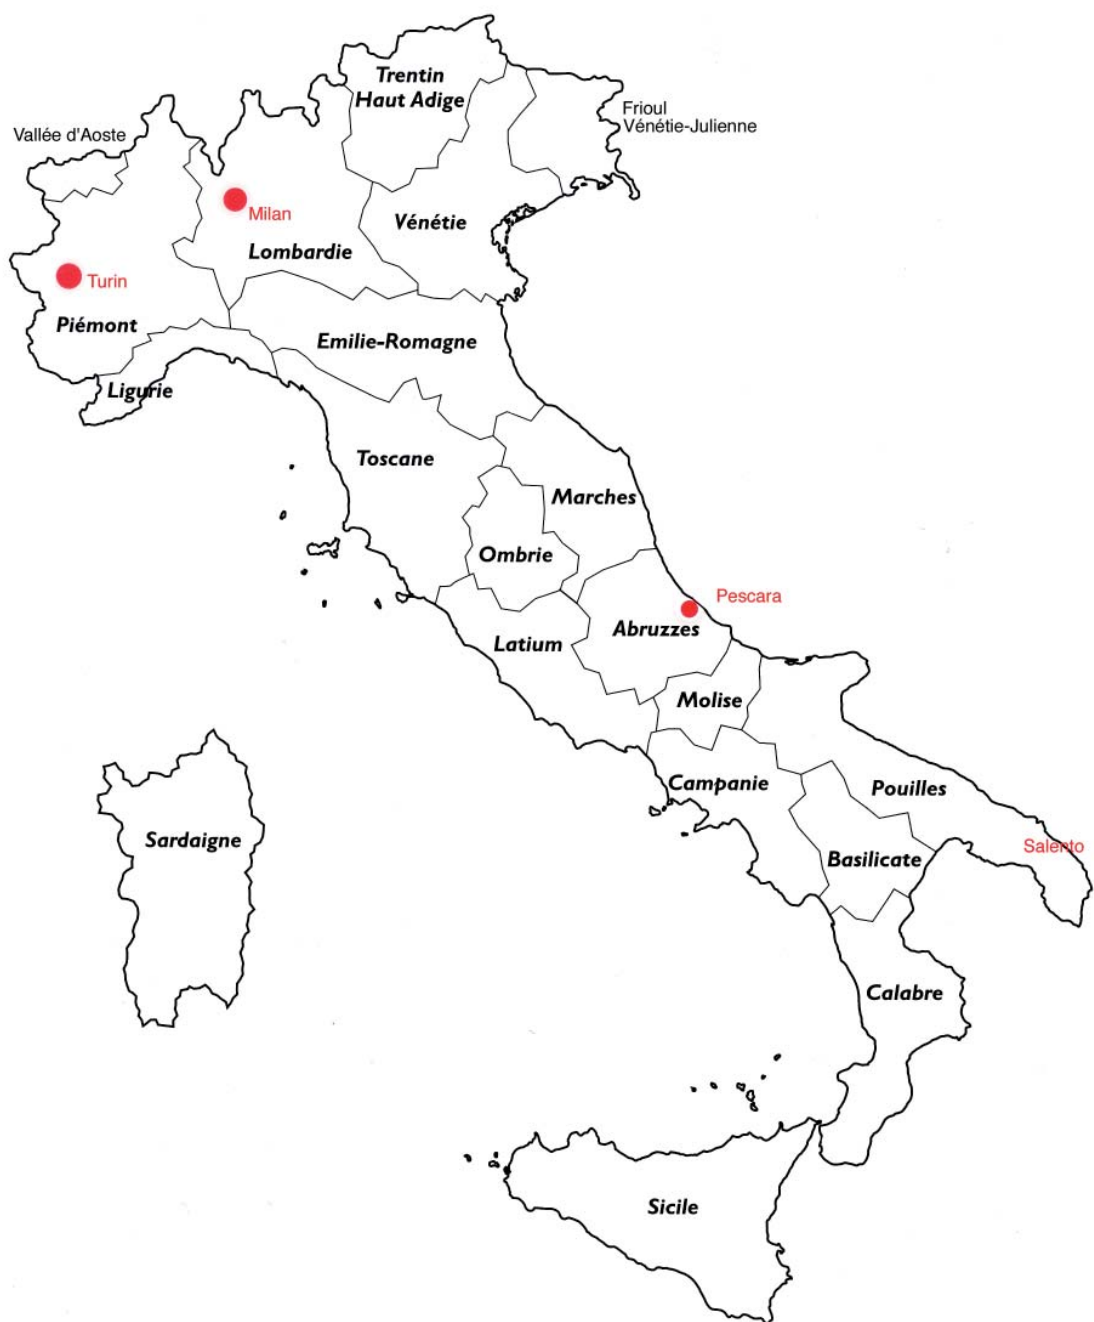 Trentin
Haut Adige
Frioul
Vénétie-Julienne
Vallée d'Aoste
Milan
Vénétie
Lombardie
Turin
Piémont
Emilie-Romagne
Ligurie
Toscane
Marches
Ombrie
Pescara
Abruzzes
Latium
Molise
Campanie
Pouilles
Sardaigne
Salento
Basilicate
Calabre
Sicile